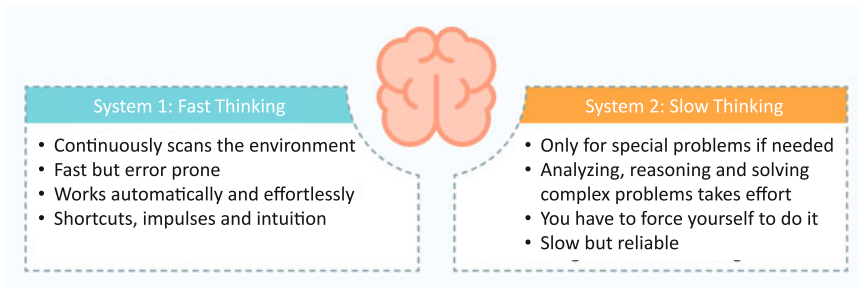 System 1: Fast Thinking
• Continuously scans the environment
• Fast but error prone
• Works automatically and effortlessly
• Shortcuts, impulses and intuition
System 2: Slow Thinking
• Only for special problems if needed
• Analyzing, reasoning and solving
complex problems takes effort
• You have to force yourself to do it
• Slow but reliable